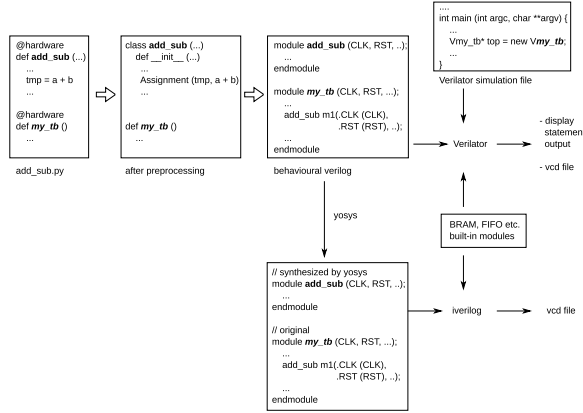 @hardware
def add_sub (...)
...
tmp = a + b
...
@hardware
def my_tb ()
...
add_sub.py
class add_sub (...)
def __init__ (...)
...
Assignment (tmp, a + b)
...
def my_tb ()
...
after preprocessing
module add_sub (CLK, RST, ..);
...
endmodule
module my_tb (CLK, RST, ...);
...
add_sub m1(.CLK (CLK),
.RST (RST), ..);
...
endmodule
behavioural verilog
....
int main (int argc, char **argv) {
...
Vmy_tb* top = new Vmy_tb;
...
}
Verilator simulation file
Verilator
- display
statemen
output
- vcd file
yosys
BRAM, FIFO etc.
built-in modules
// synthesized by yosys
module add_sub (CLK, RST, ..);
...
endmodule
// original
module my_tb (CLK, RST, ...);
...
add_sub m1(.CLK (CLK),
.RST (RST), ..);
...
endmodule
iverilog
vcd file